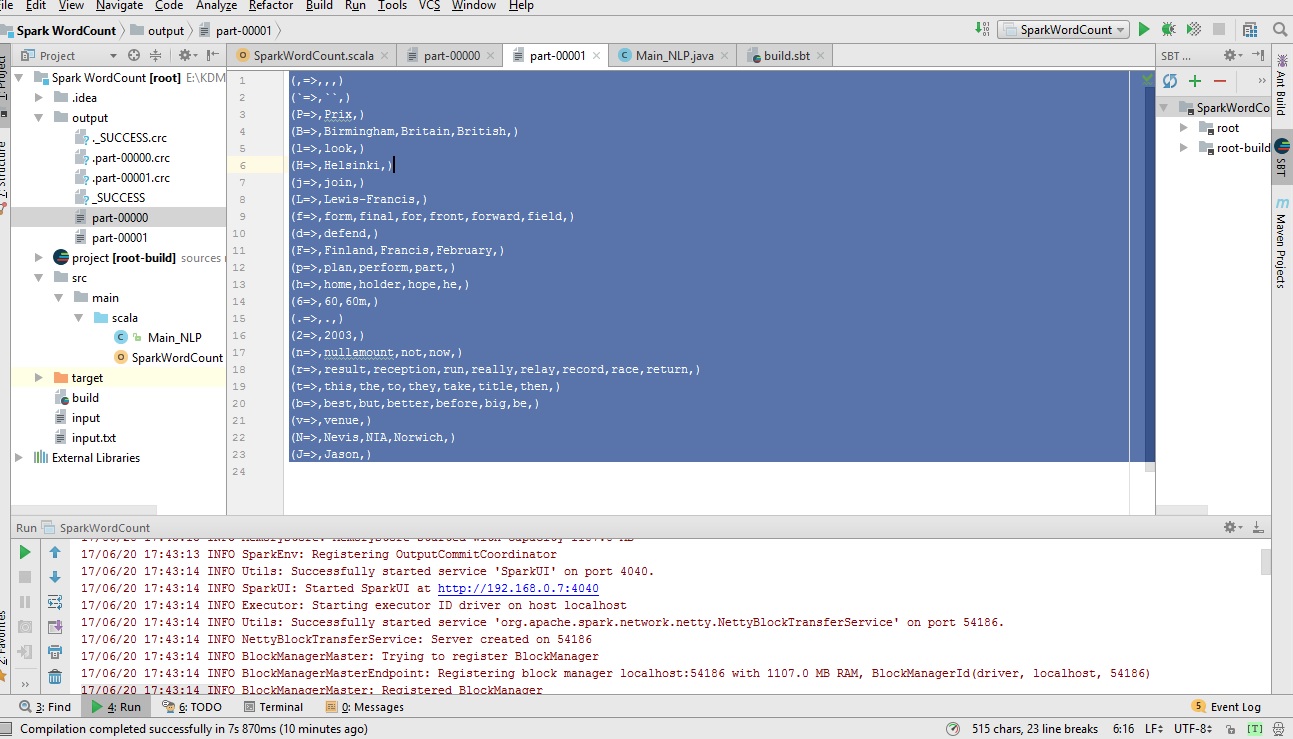 ile Edit View Navigate Code Analyze Refactor Build Run Tools VCS Window Help
Spark WordCount output part-00001 SparkWordCount
Project SparkWordCount.scala part-00000 part-00001 Main_NLP.java build.sbt SBT ...
Spark WordCount [root] E:\KDM
.idea
output
._SUCCESS.crc
.part-00000.crc
.part-00001.crc
_SUCCESS
part-00000
part-00001
project [root-build] sources
src
main
scala
Main_NLP
SparkWordCount
target
build
input
input.txt
External Libraries
1 (,=>,,,)
2 (`=>,``,)
3 (P=>,Prix,)
4 (B=>,Birmingham,Britain,British,)
5 (l=>,look,)
6 (H=>,Helsinki,)
7 (j=>,join,)
8 (L=>,Lewis-Francis,)
9 (f=>,form,final,for,front,forward,field,)
10 (d=>,defend,)
11 (F=>,Finland,Francis,February,)
12 (p=>,plan,perform,part,)
13 (h=>,home,holder,hope,he,)
14 (6=>,60,60m,)
15 (.=>,.,)
16 (2=>,2003,)
17 (n=>,nullamount,not,now,)
18 (r=>,result,reception,run,really,relay,record,race,return,)
19 (t=>,this,the,to,they,take,title,then,)
20 (b=>,best,but,better,before,big,be,)
21 (v=>,venue,)
22 (N=>,Nevis,NIA,Norwich,)
23 (J=>,Jason,)
24
SparkWordCo
root
root-build
Ant Build
SBT
Maven Projects
1: Project
7: Structure
2: Favorites
Run SparkWordCount
17/06/20 17:43:13 INFO MemoryStore: MemoryStore started with capacity 1107.0 MB
17/06/20 17:43:13 INFO SparkEnv: Registering OutputCommitCoordinator
17/06/20 17:43:14 INFO Utils: Successfully started service 'SparkUI' on port 4040.
17/06/20 17:43:14 INFO SparkUI: Started SparkUI at http://192.168.0.7:4040
17/06/20 17:43:14 INFO Executor: Starting executor ID driver on host localhost
17/06/20 17:43:14 INFO Utils: Successfully started service 'org.apache.spark.network.netty.NettyBlockTransferService' on port 54186.
17/06/20 17:43:14 INFO NettyBlockTransferService: Server created on 54186
17/06/20 17:43:14 INFO BlockManagerMaster: Trying to register BlockManager
17/06/20 17:43:14 INFO BlockManagerMasterEndpoint: Registering block manager localhost:54186 with 1107.0 MB RAM, BlockManagerId(driver, localhost, 54186)
17/06/20 17:43:14 INFO BlockManagerMaster: Registered BlockManager
3: Find 4: Run 6: TODO Terminal 0: Messages 5 Event Log
Compilation completed successfully in 7s 870ms (10 minutes ago) 515 chars, 23 line breaks 6:16 LF UTF-8 [T]